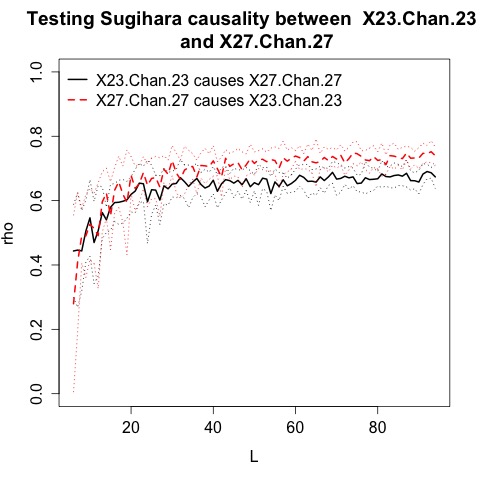 Testing Sugihara causality between X23.Chan.23
and X27.Chan.27
X23.Chan.23 causes X27.Chan.27
X27.Chan.27 causes X23.Chan.23
1.0
0.8
0.6
0.4
0.2
0.0
rho
20 40 60 80
L